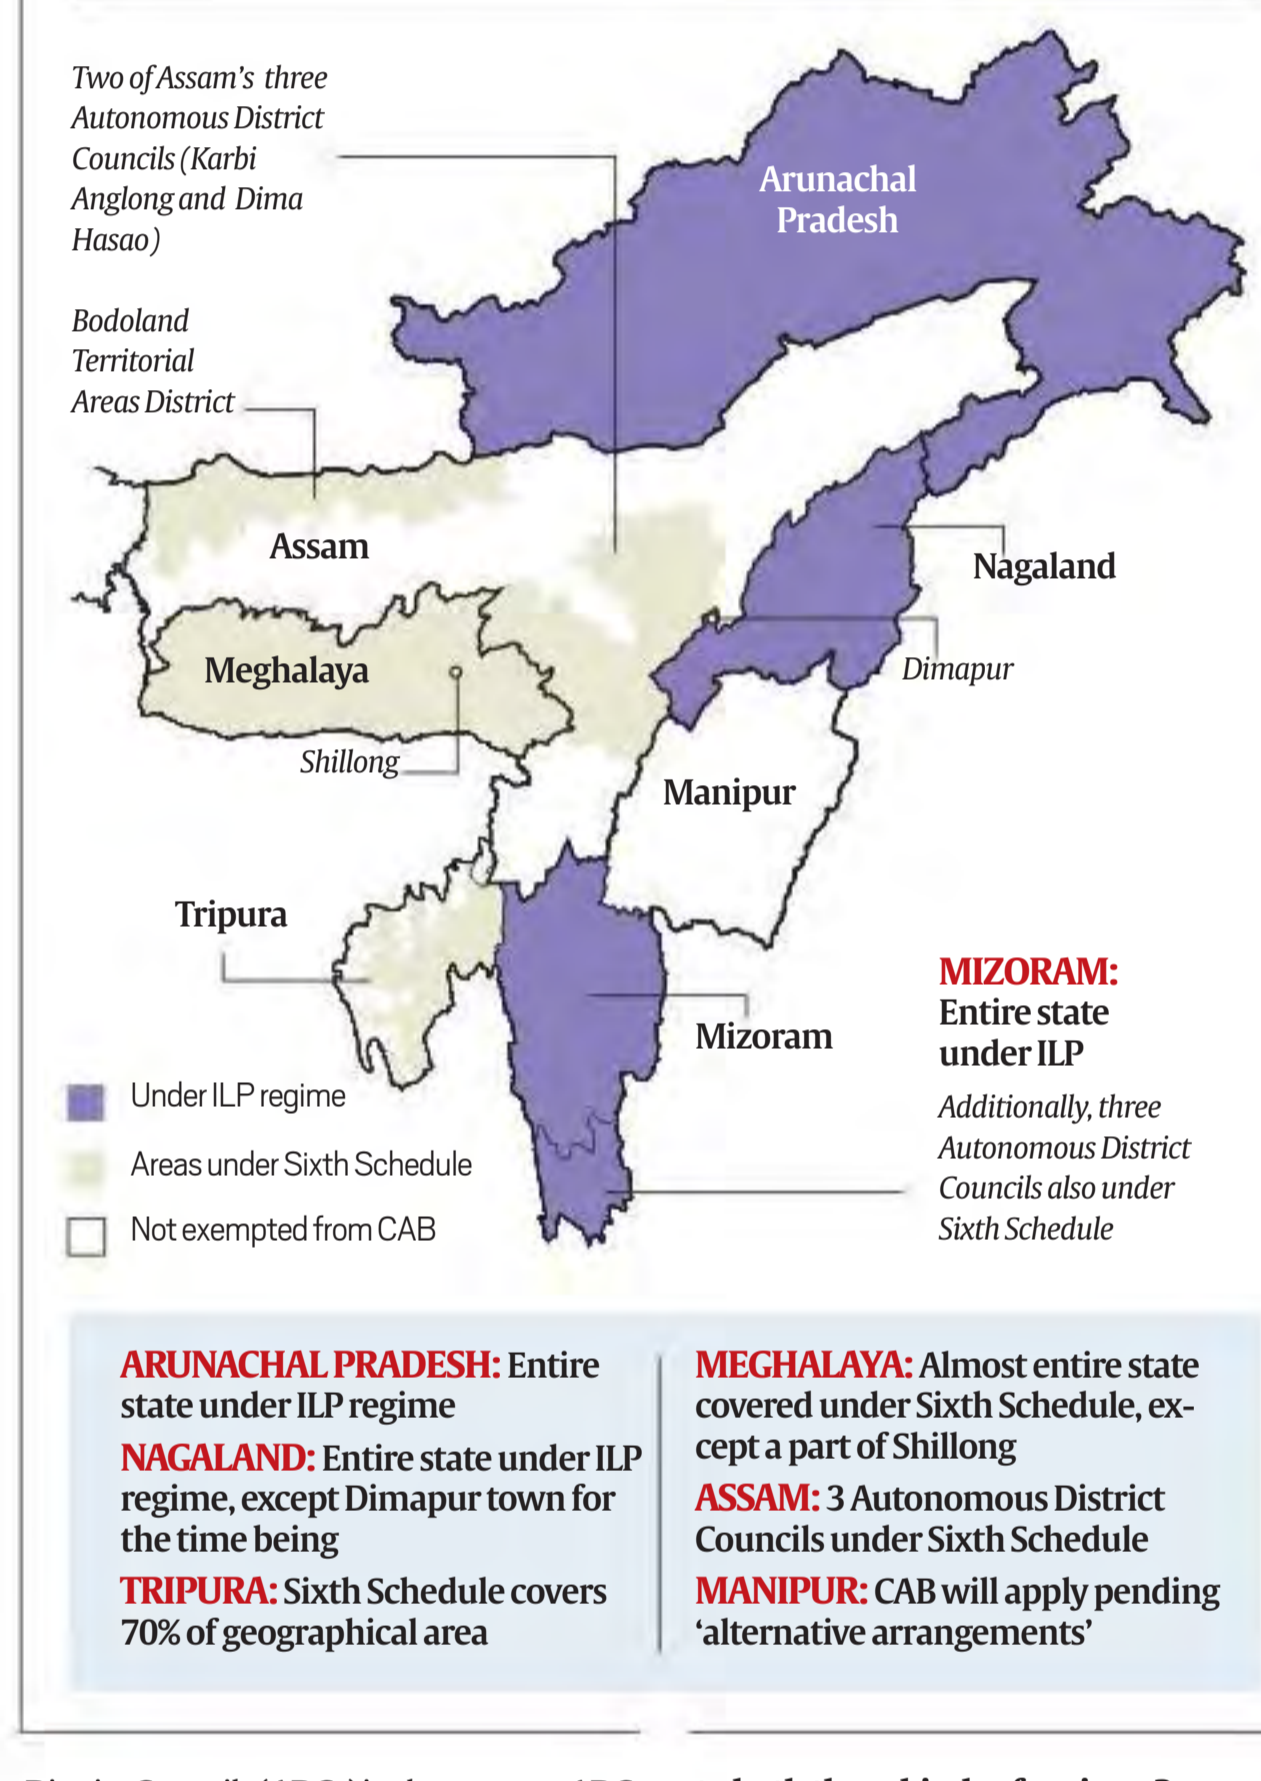 Two of Assam's three
Autonomous District
Councils (Karbi
Anglong and Dima
Hasao)
Arunachal
Pradesh
Bodoland
Territorial
Areas District
Assam
Nagaland
Meghalaya
Dimapur
Shillong
Manipur
Tripura
Mizoram
MIZORAM:
Entire state
under ILP
Additionally, three
Autonomous District
Councils also under
Sixth Schedule
Under ILP regime
Areas under Sixth Schedule
Not exempted from CAB
ARUNACHAL PRADESH: Entire
state under ILP regime
NAGALAND: Entire state under ILP
regime, except Dimapur town for
the time being
TRIPURA: Sixth Schedule covers
70% of geographical area
MEGHALAYA: Almost entire state
covered under Sixth Schedule, ex-
cept a part of Shillong
ASSAM: 3 Autonomous District
Councils under Sixth Schedule
MANIPUR: CAB will apply pending
'alternative arrangements'